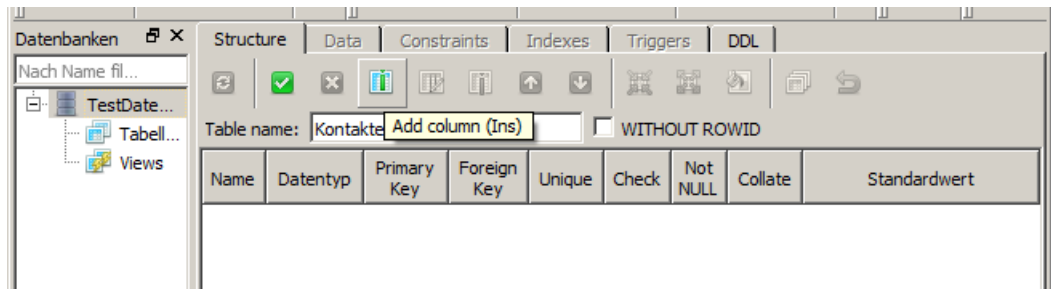 Datenbanken
Nach Name fil...
TestDate...
Tabell...
Views
Structure Data Constraints Indexes Triggers DDL
Table name: Kontakte Add column (Ins) WITHOUT ROWID
Name Datentyp Primary Key Foreign Key Unique Check Not NULL Collate Standardwert